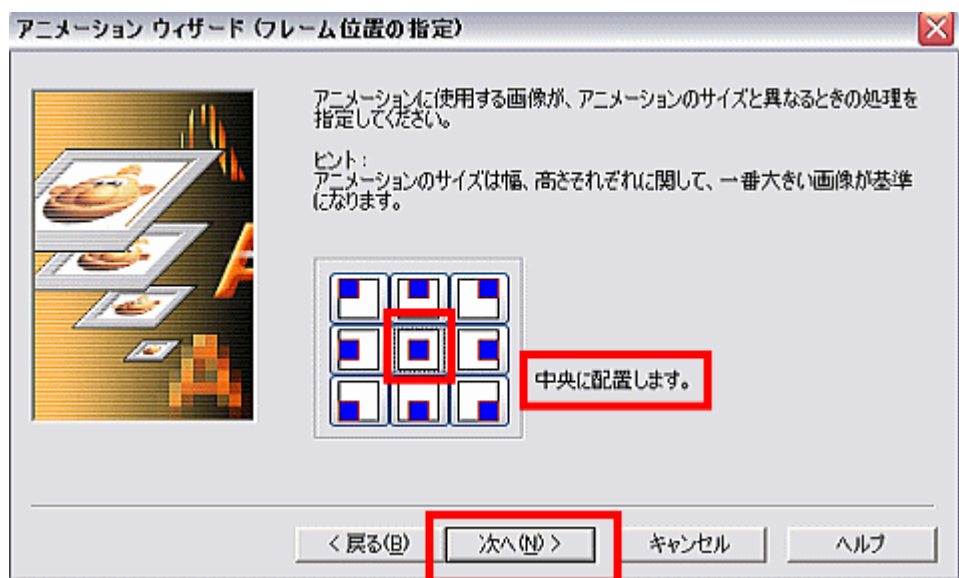 アニメーション ウィザード (フレーム位置の指定)
アニメーションに使用する画像が、アニメーションのサイズと異なるときの処理を
指定してください。
ヒント：
アニメーションのサイズは幅、高さそれぞれに関して、一番大きい画像が基準
になります。
中央に配置します。
< 戻る(B) 次へ(N) > キャンセル ヘルプ